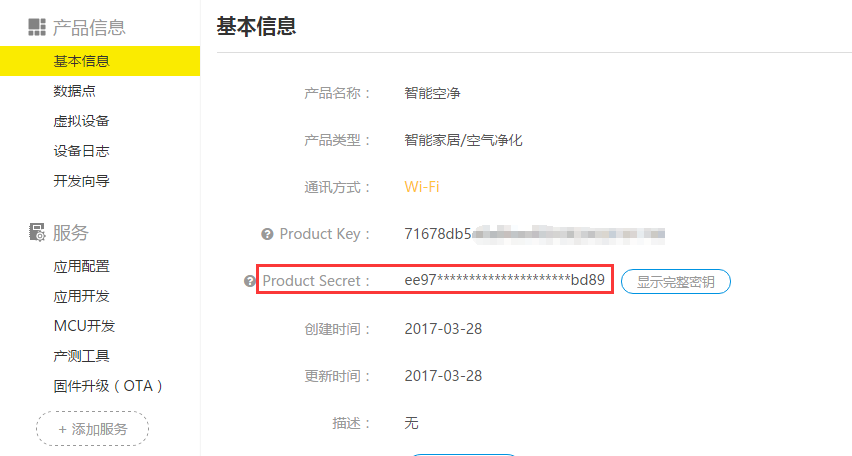 产品信息
基本信息
数据点
虚拟设备
设备日志
开发向导
服务
应用配置
应用开发
MCU开发
产测工具
固件升级（OTA）
+ 添加服务
基本信息
产品名称： 智能空净
产品类型： 智能家居/空气净化
通讯方式： Wi-Fi
Product Key： 71678db5
Product Secret： ee97*********************bd89 显示完整密钥
创建时间： 2017-03-28
更新时间： 2017-03-28
描述： 无